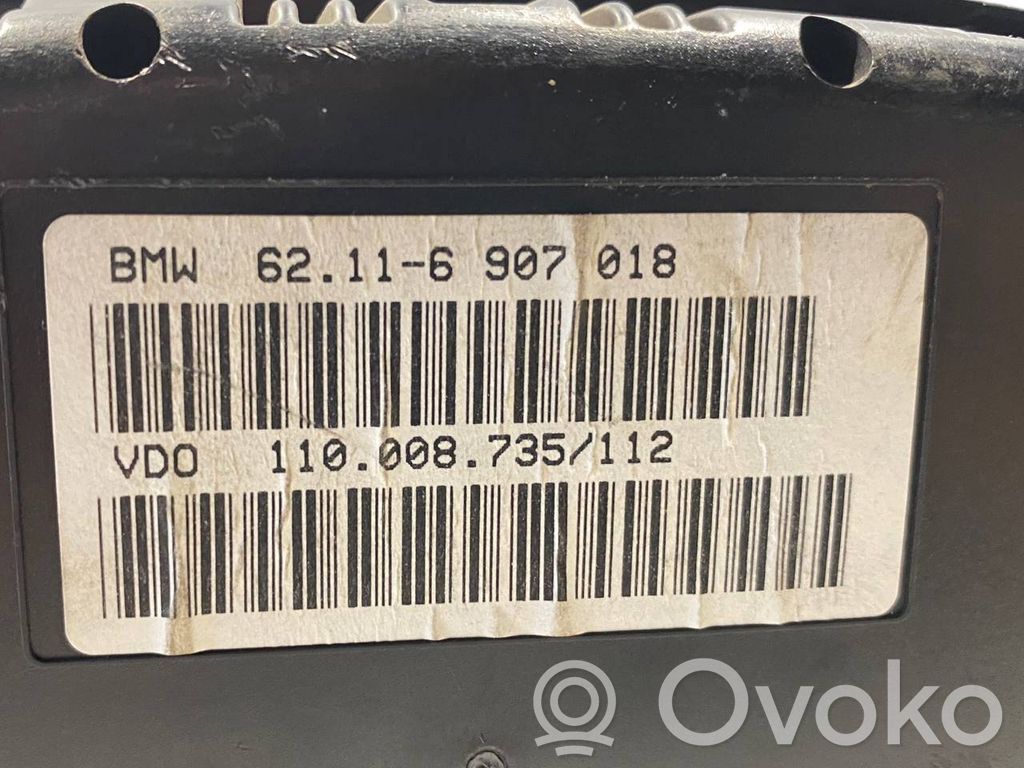 BMW 62.11-6 907 018
VDO 110.008.735/112
Ovoko